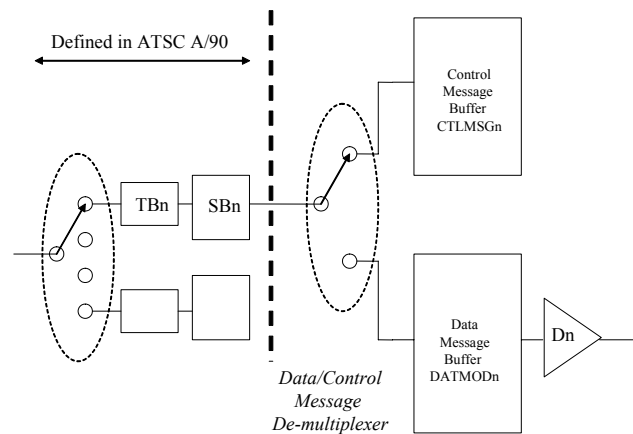 Defined in ATSC A/90
Control
Message
Buffer
CTLMSGn
TBn
SBn
Data
Message
Buffer
DATMODn
Dn
Data/Control
Message
De-multiplexer